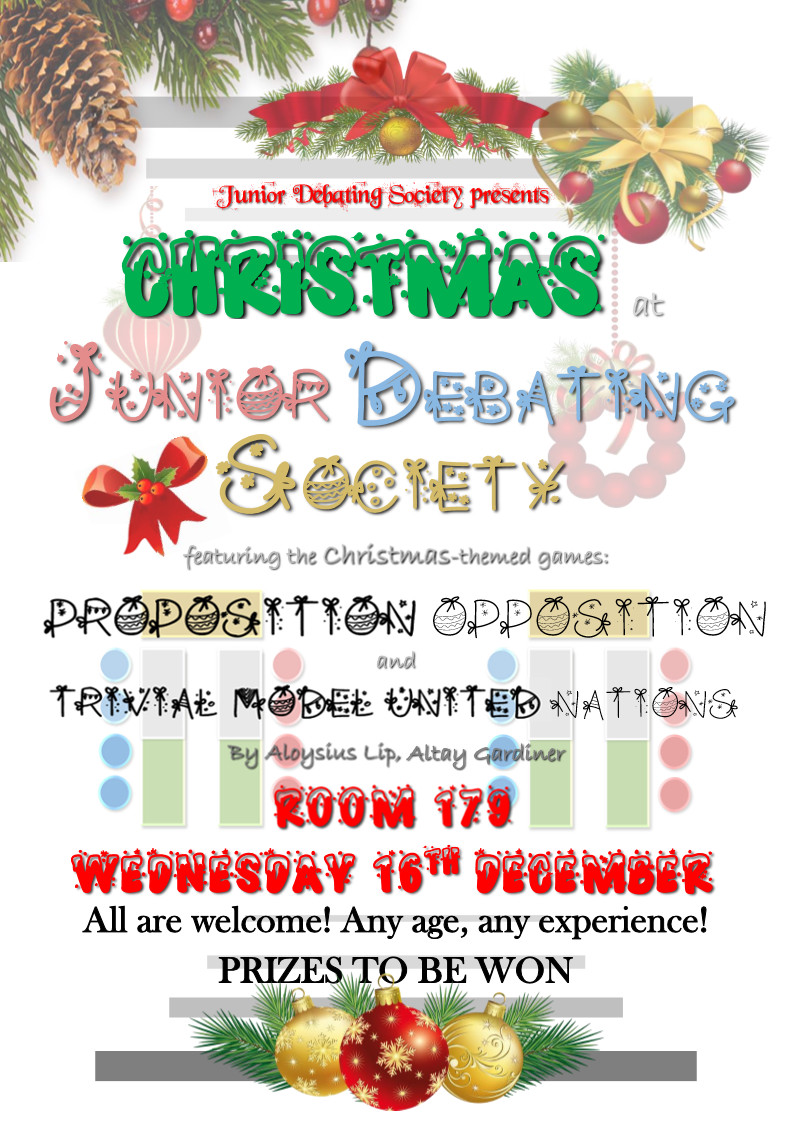 Junior Debating Society presents
CHRISTMAS at
JUNIOR DEBATING
SOCIETY
featuring the Christmas-themed games:
PROPOSITION OPPOSITION
and
TRIVIAL MODEL UNITED NATIONS
By Aloysius Lip, Altay Gardiner
ROOM 179
WEDNESDAY 16TH DECEMBER
All are welcome! Any age, any experience!
PRIZES TO BE WON